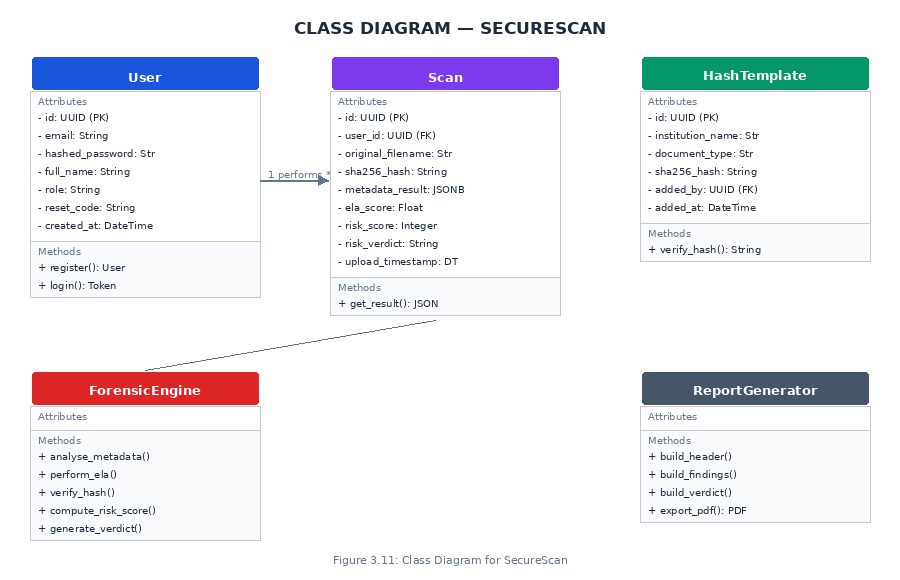 CLASS DIAGRAM — SECURESCAN
User
Attributes
- id: UUID (PK)
- email: String
- hashed_password: Str
- full_name: String
- role: String
- reset_code: String
- created_at: DateTime
Methods
+ register(): User
+ login(): Token
1 performs *
Scan
Attributes
- id: UUID (PK)
- user_id: UUID (FK)
- original_filename: Str
- sha256_hash: String
- metadata_result: JSONB
- ela_score: Float
- risk_score: Integer
- risk_verdict: String
- upload_timestamp: DT
Methods
+ get_result(): JSON
HashTemplate
Attributes
- id: UUID (PK)
- institution_name: Str
- document_type: Str
- sha256_hash: String
- added_by: UUID (FK)
- added_at: DateTime
Methods
+ verify_hash(): String
ForensicEngine
Attributes
Methods
+ analyse_metadata()
+ perform_ela()
+ verify_hash()
+ compute_risk_score()
+ generate_verdict()
ReportGenerator
Attributes
Methods
+ build_header()
+ build_findings()
+ build_verdict()
+ export_pdf(): PDF
Figure 3.11: Class Diagram for SecureScan